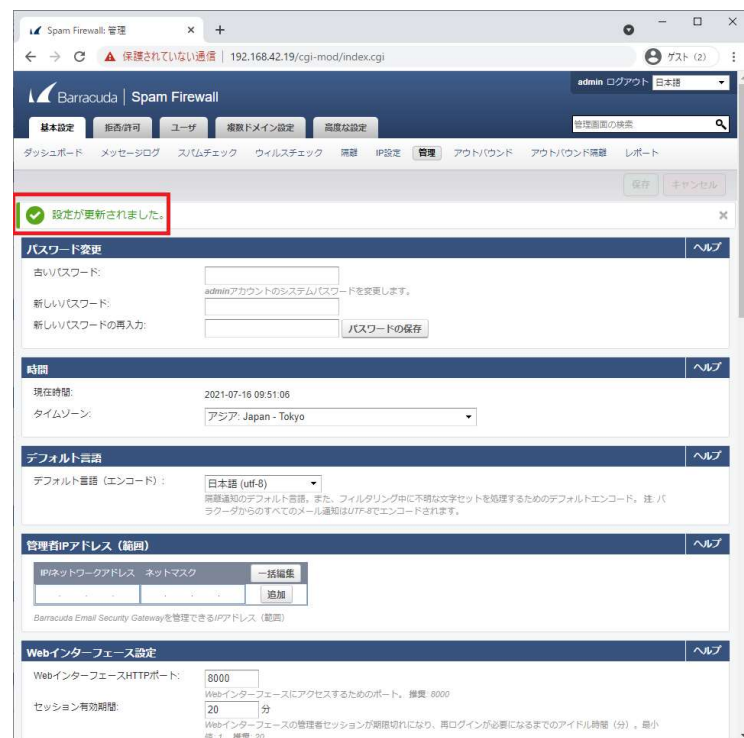 Spam Firewall: 管理
保護されていない通信 | 192.168.42.19/cgi-mod/index.cgi
ゲスト (2)
admin ログアウト 日本語
Barracuda | Spam Firewall
基本設定 拒否/許可 ユーザ 複数ドメイン設定 高度な設定
管理画面の検索
ダッシュボード メッセージログ スパムチェック ウィルスチェック 隔離 IP設定 管理 アウトバウンド アウトバウンド隔離 レポート
保存 キャンセル
設定が更新されました。
パスワード変更 ヘルプ
古いパスワード:
adminアカウントのシステムパスワードを変更します。
新しいパスワード:
新しいパスワードの再入力: パスワードの保存
時間 ヘルプ
現在時間: 2021-07-16 09:51:06
タイムゾーン: アジア: Japan - Tokyo
デフォルト言語 ヘルプ
デフォルト言語（エンコード）: 日本語 (utf-8)
隔離通知のデフォルト言語。また、フィルタリング中に不明な文字セットを処理するためのデフォルトエンコード。 注: バ
ラクーダからのすべてのメール通知はUTF-8でエンコードされます。
管理者IPアドレス（範囲） ヘルプ
IP/ネットワークアドレス ネットマスク 一括編集
追加
Barracuda Email Security Gatewayを管理できるIPアドレス（範囲）
Webインターフェース設定 ヘルプ
WebインターフェースHTTPポート: 8000
Webインターフェースにアクセスするためのポート。 推奨: 8000
セッション有効期間: 20 分
Webインターフェースの管理者セッションが期限切れになり、再ログインが必要になるまでのアイドル時間（分）。最小
値: 1 推奨: 20